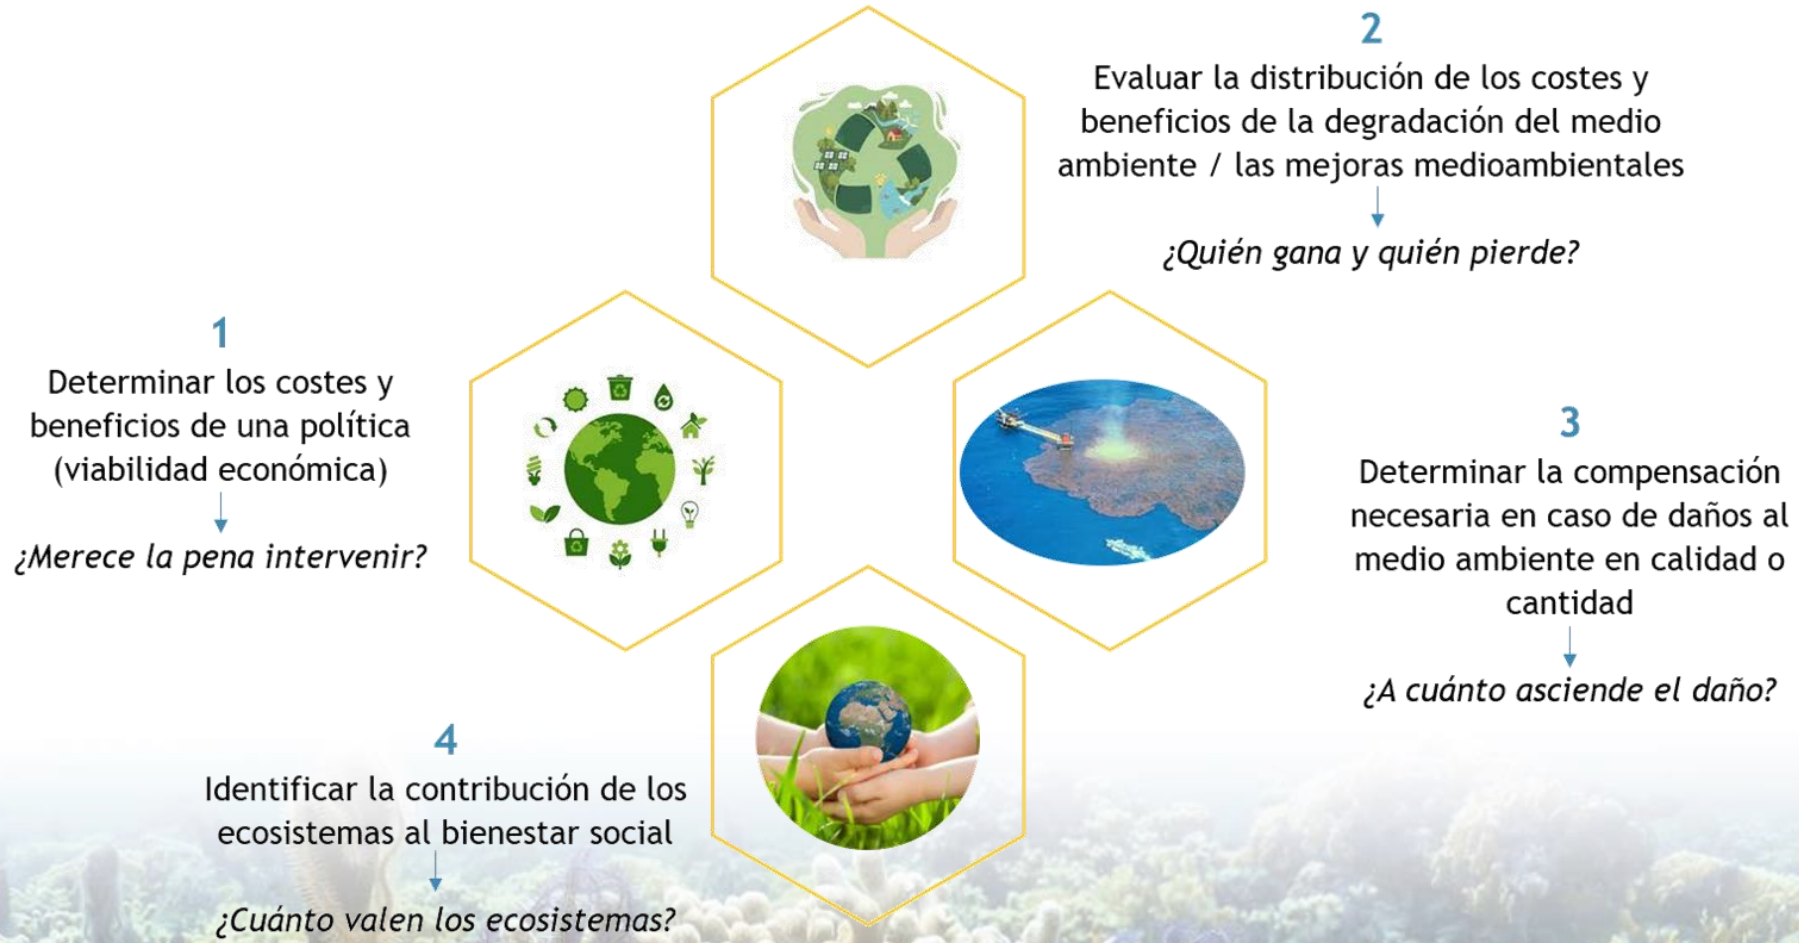 1
Determinar los costes y
beneficios de una política
(viabilidad económica)
¿Merece la pena intervenir?
2
Evaluar la distribución de los costes y
beneficios de la degradación del medio
ambiente / las mejoras medioambientales
¿Quién gana y quién pierde?
3
Determinar la compensación
necesaria en caso de daños al
medio ambiente en calidad o
cantidad
¿A cuánto asciende el daño?
4
Identificar la contribución de los
ecosistemas al bienestar social
¿Cuánto valen los ecosistemas?